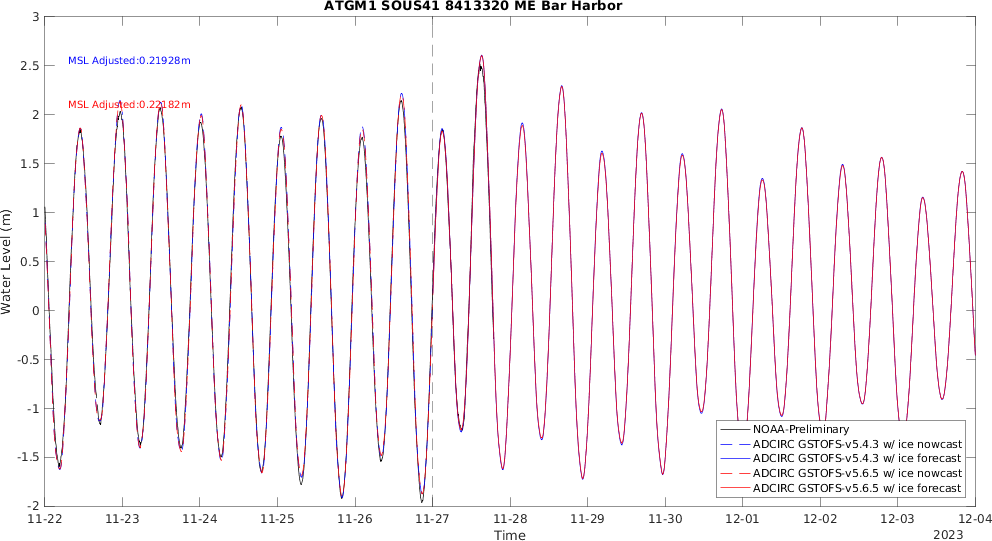 ATGM1 SOUS41 8413320 ME Bar Harbor
3
2.5
2
1.5
1
0.5
0
-0.5
-1
-1.5
-2
Water Level (m)
MSL Adjusted:0.21928m
MSL Adjusted:0.22182m
NOAA-Preliminary
ADCIRC GSTOFS-v5.4.3 w/ ice nowcast
ADCIRC GSTOFS-v5.4.3 w/ ice forecast
ADCIRC GSTOFS-v5.6.5 w/ ice nowcast
ADCIRC GSTOFS-v5.6.5 w/ ice forecast
11-22 11-23 11-24 11-25 11-26 11-27 11-28 11-29 11-30 12-01 12-02 12-03 12-04
Time
2023